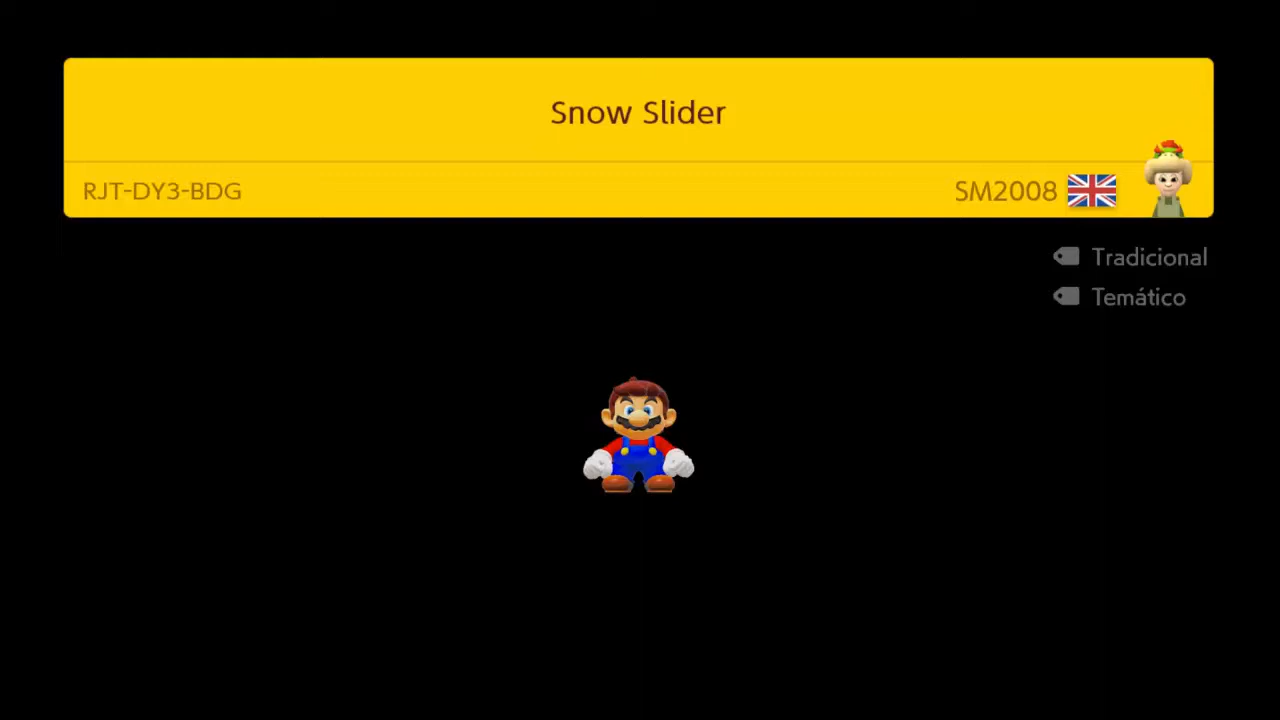 Snow Slider
RJT-DY3-BDG
SM2008
Tradicional
Temático